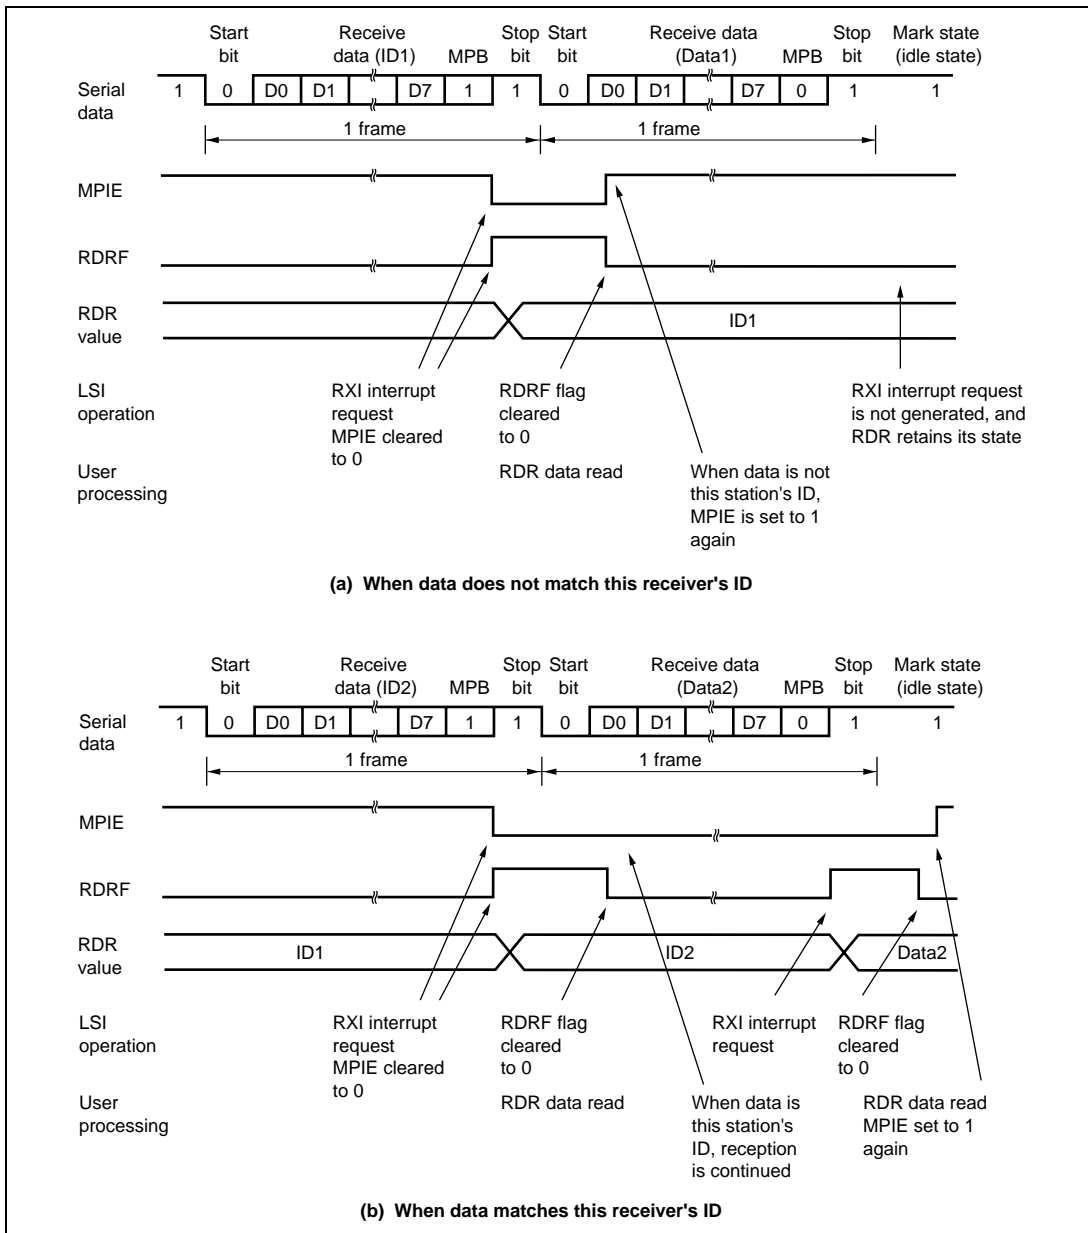 Start Receive Stop Start Receive data Stop Mark state
bit data (ID1) MPB bit bit (Data1) MPB bit (idle state)
Serial data 1 0 D0 D1 D7 1 1 0 D0 D1 D7 0 1 1
1 frame 1 frame
MPIE
RDRF
RDR
value
ID1
LSI
operation
RXI interrupt
request
MPIE cleared
to 0
RDRF flag
cleared
to 0
RXI interrupt request
is not generated, and
RDR retains its state
User
processing
RDR data read
When data is not
this station's ID,
MPIE is set to 1
again
(a) When data does not match this receiver's ID
Start Receive Stop Start Receive data Stop Mark state
bit data (ID2) MPB bit bit (Data2) MPB bit (idle state)
Serial data 1 0 D0 D1 D7 1 1 0 D0 D1 D7 0 1 1
1 frame 1 frame
MPIE
RDRF
RDR
value
ID1 ID2 Data2
LSI
operation
RXI interrupt
request
MPIE cleared
to 0
RDRF flag
cleared
to 0
RXI interrupt
request
RDRF flag
cleared
to 0
User
processing
RDR data read
When data is
this station's
ID, reception
is continued
RDR data read
MPIE set to 1
again
(b) When data matches this receiver's ID